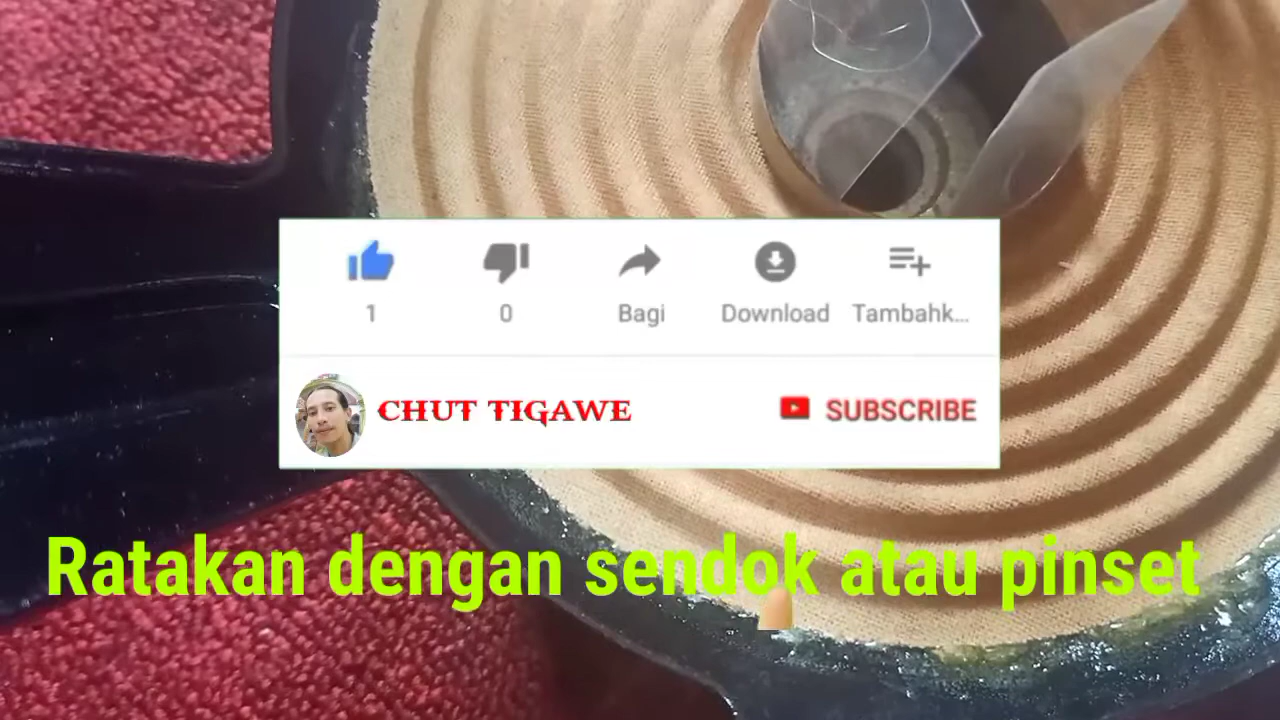 1
0
Bagi
Download
Tambahk...
CHUT TIGAWE
SUBSCRIBE
Ratakan dengan sendok atau pinset